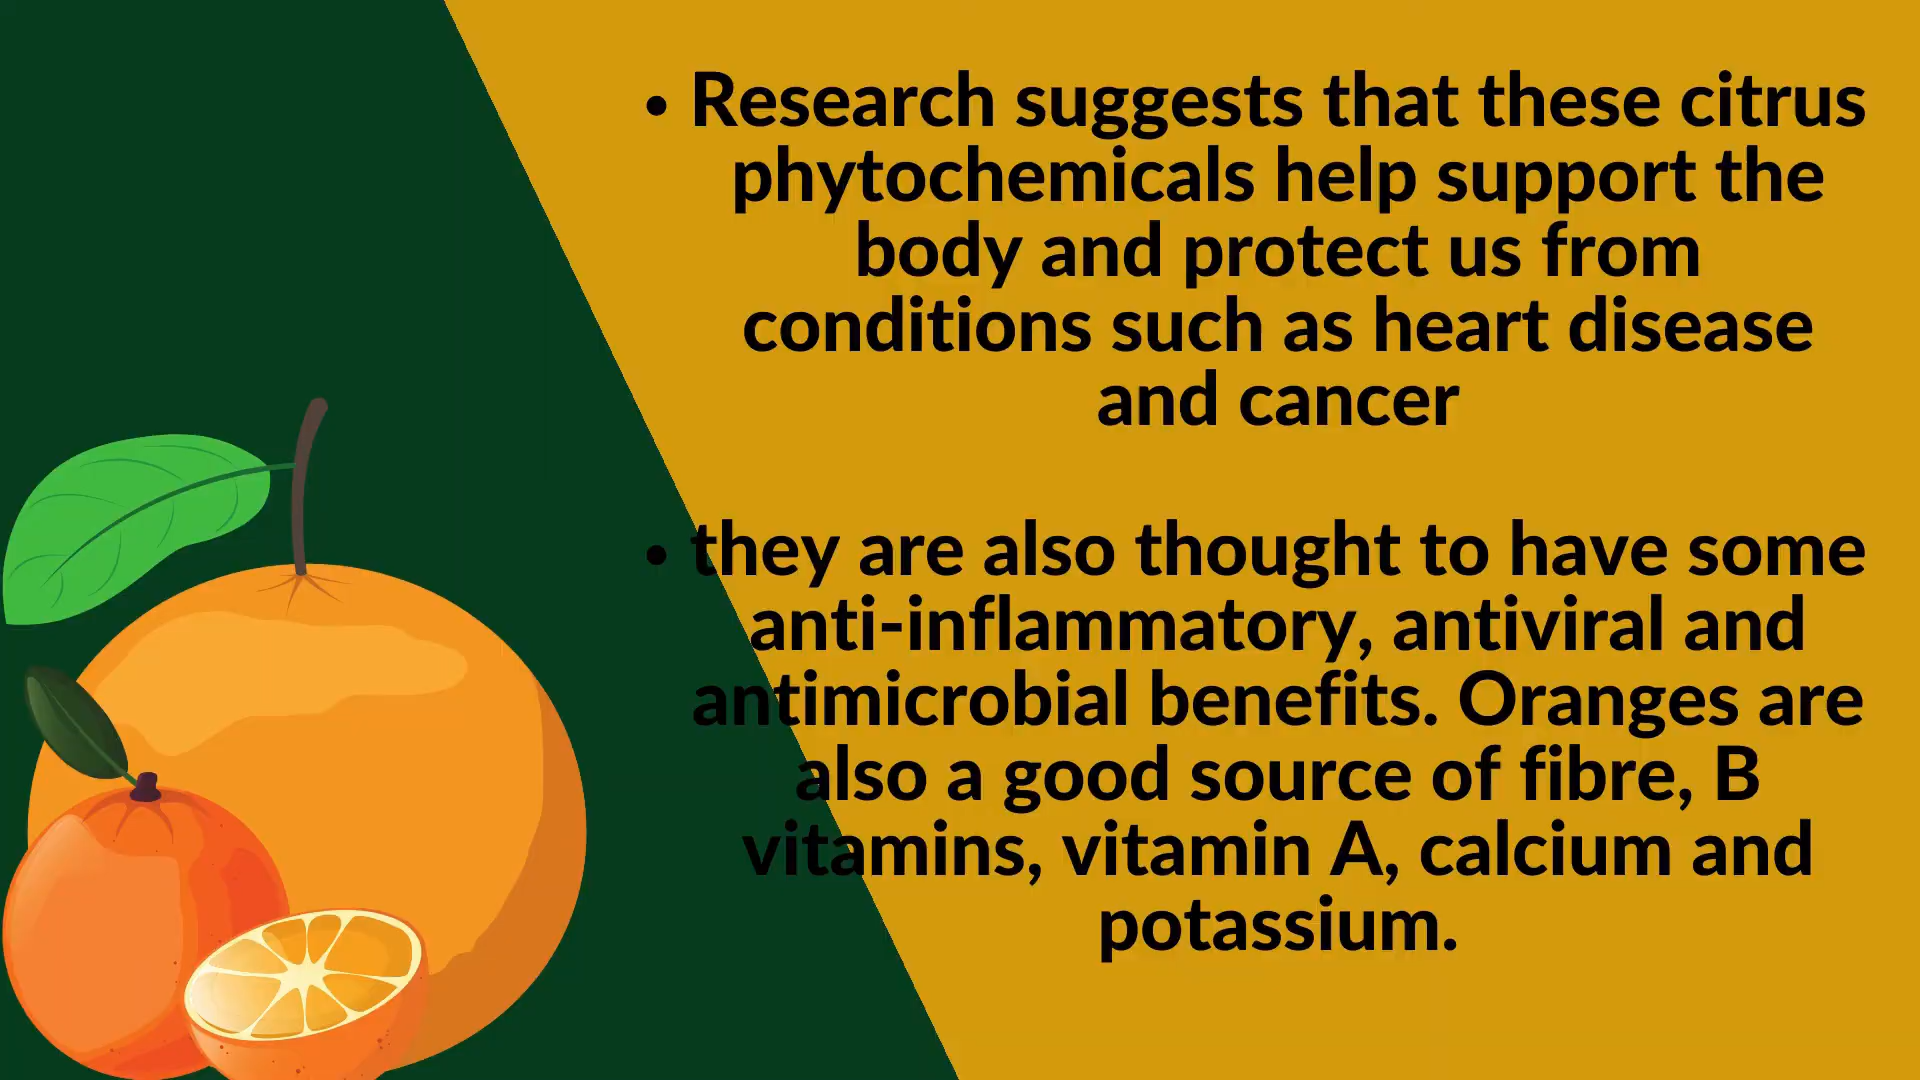 • Research suggests that these citrus
phytochemicals help support the
body and protect us from
conditions such as heart disease
and cancer
• they are also thought to have some
anti-inflammatory, antiviral and
antimicrobial benefits. Oranges are
also a good source of fibre, B
vitamins, vitamin A, calcium and
potassium.